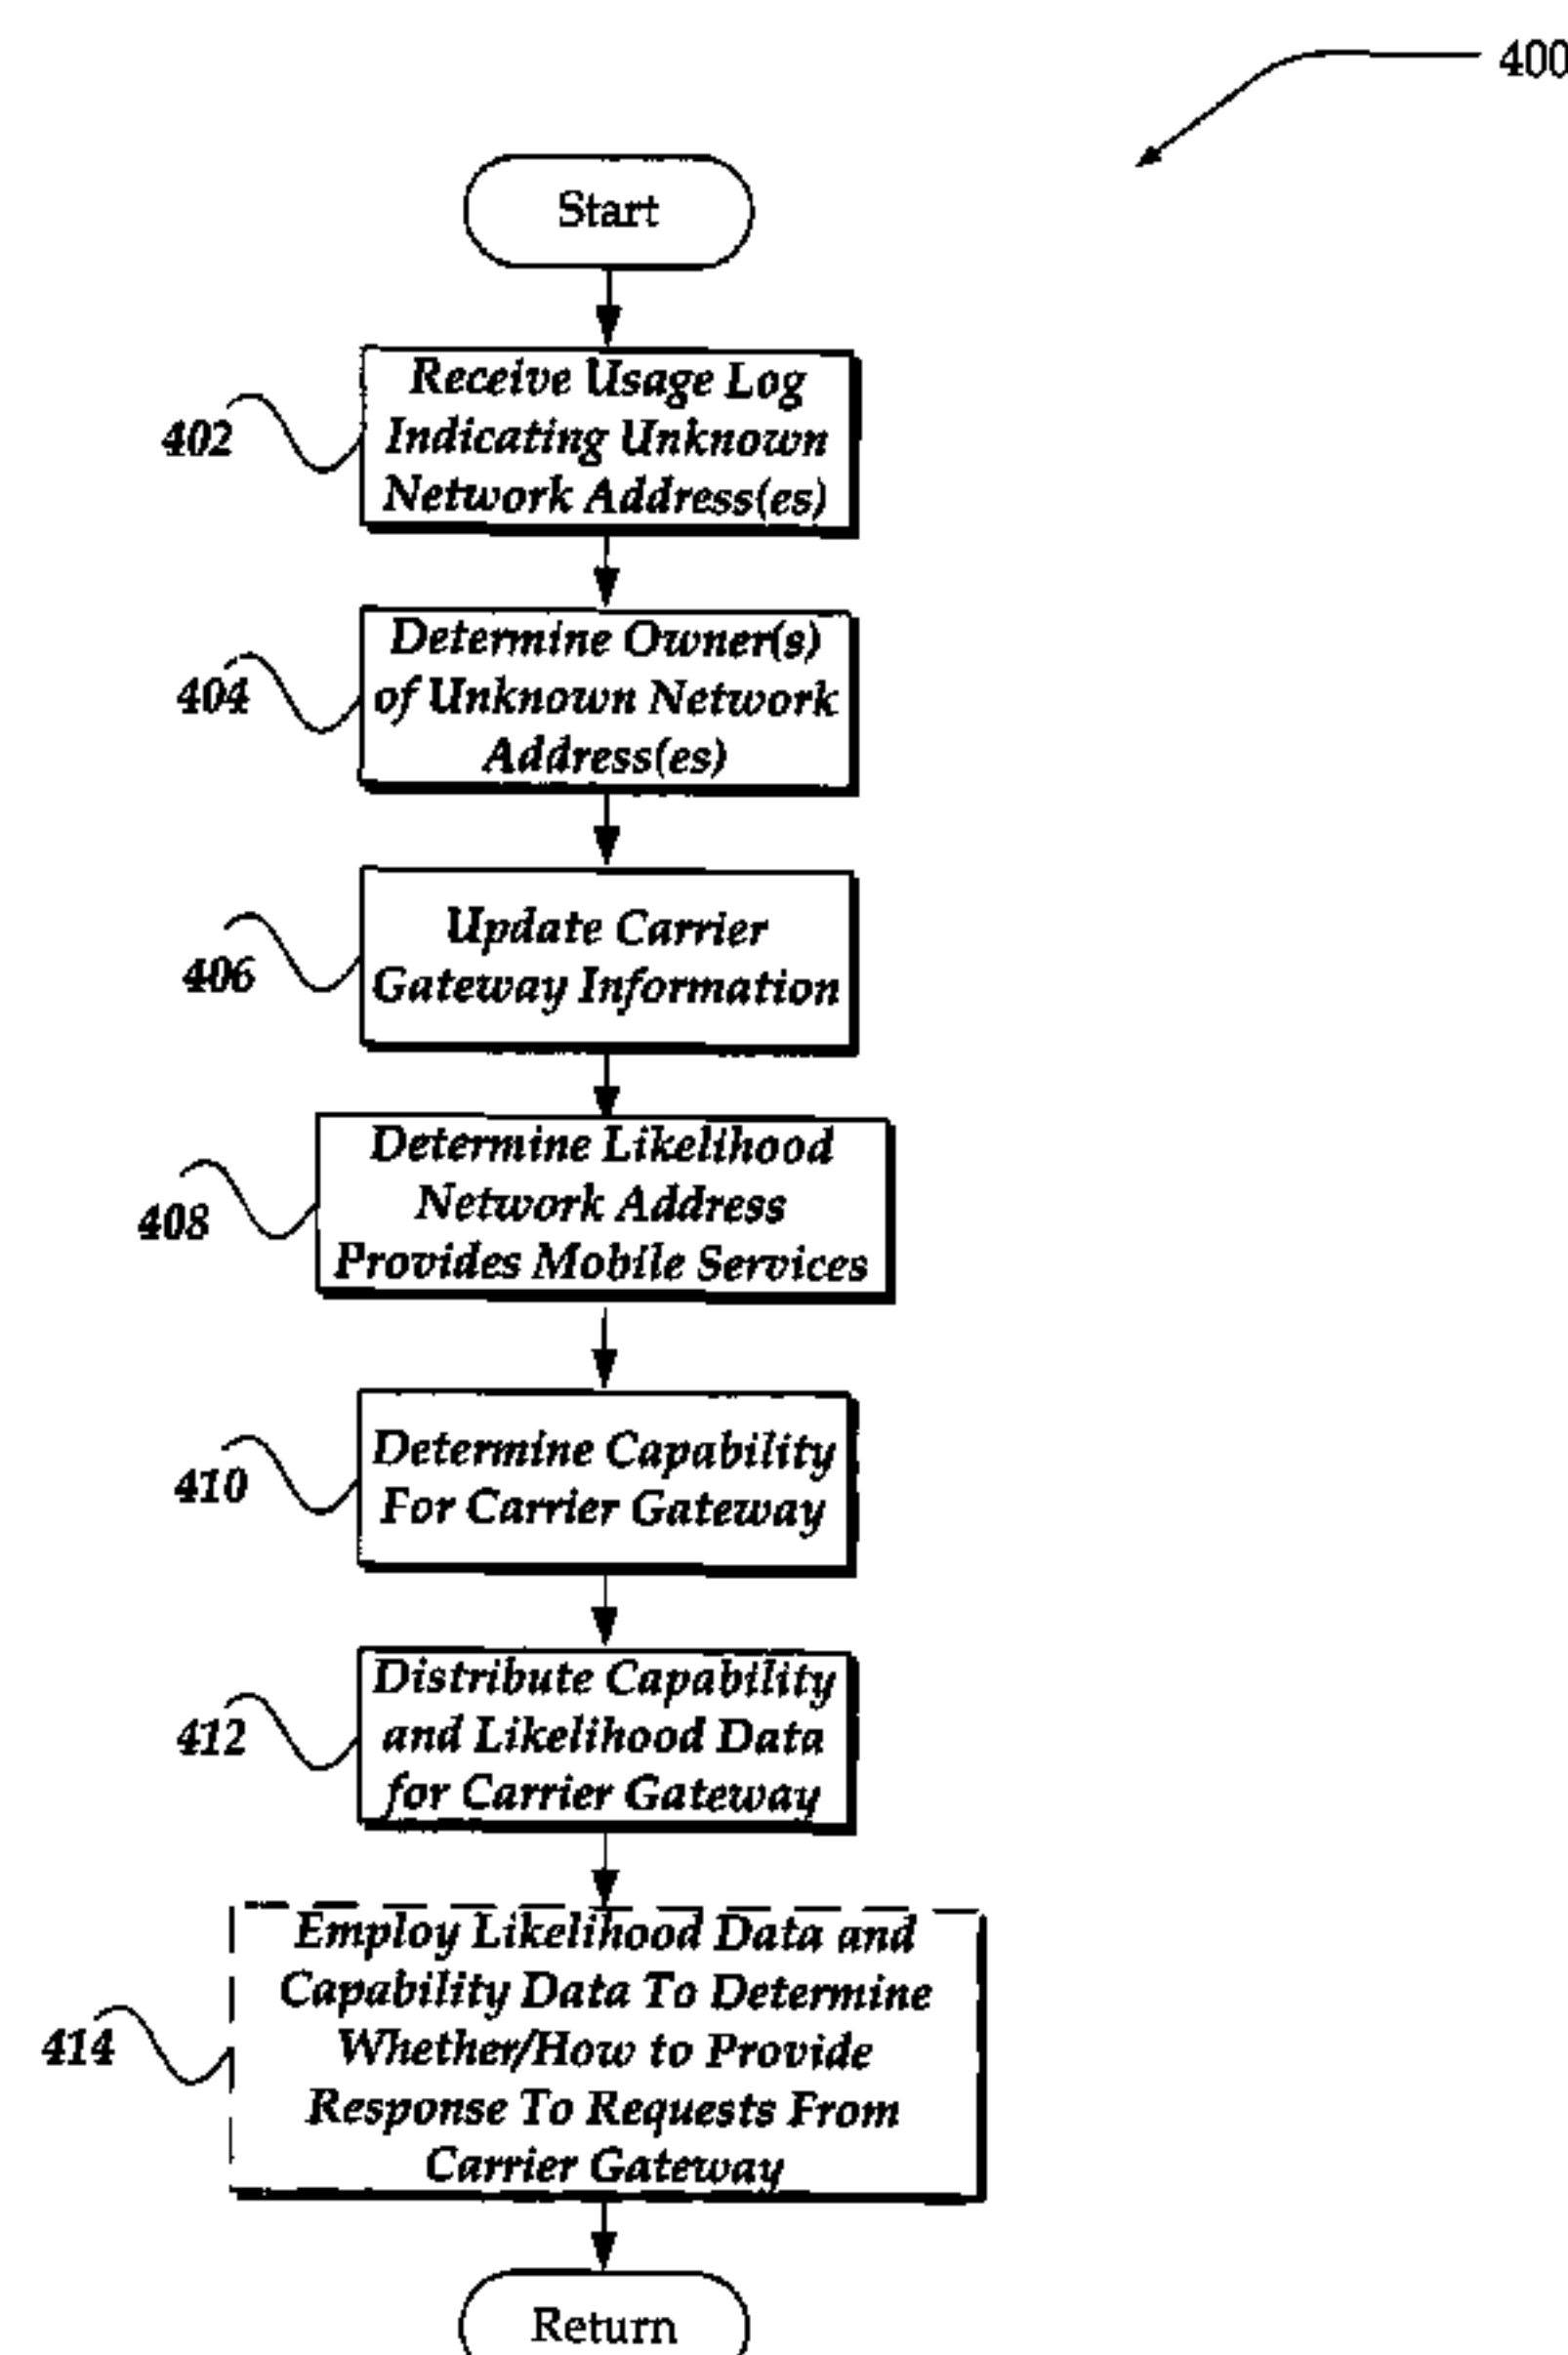 400
Start
Receive Usage Log
Indicating Unknown
Network Address(es)
402
Determine Owner(s)
of Unknown Network
Address(es)
404
Update Carrier
Gateway Information
406
Determine Likelihood
Network Address
Provides Mobile Services
408
Determine Capability
For Carrier Gateway
410
Distribute Capability
and Likelihood Data
for Carrier Gateway
412
Employ Likelihood Data and
Capability Data To Determine
Whether/How to Provide
Response To Requests From
Carrier Gateway
414
Return